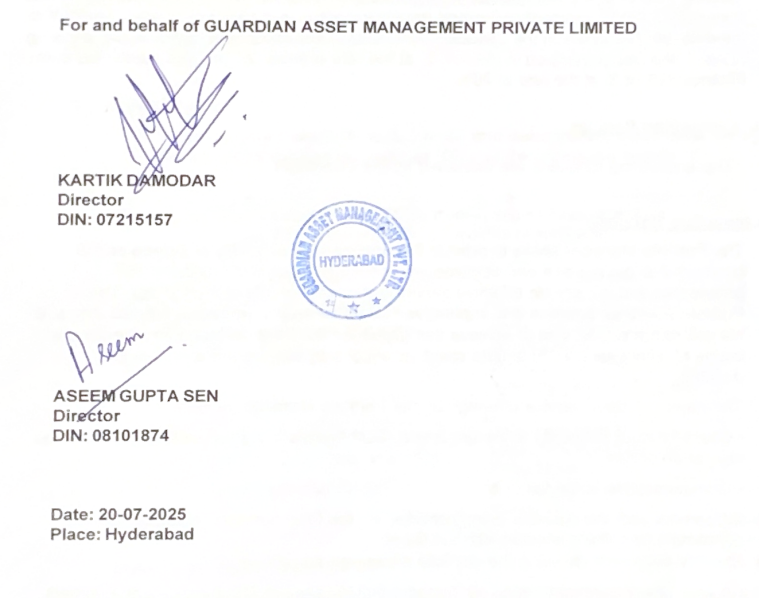 For and behalf of GUARDIAN ASSET MANAGEMENT PRIVATE LIMITED
KARTIK DAMODAR
Director
DIN: 07215157
GUARDIAN ASSET MANAGEMENT PVT. LTD.
HYDERABAD
Aseem
ASEEM GUPTA SEN
Director
DIN: 08101874
Date: 20-07-2025
Place: Hyderabad